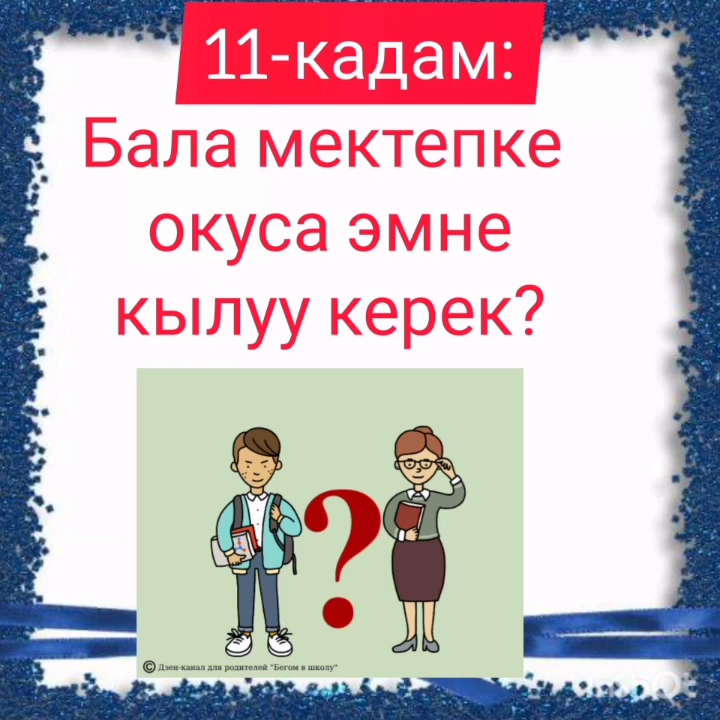 11-кадам:
Бала мектепке
окуса эмне
кылуу керек?
?
© Дзен-канал для родителей "Бегом в школу"